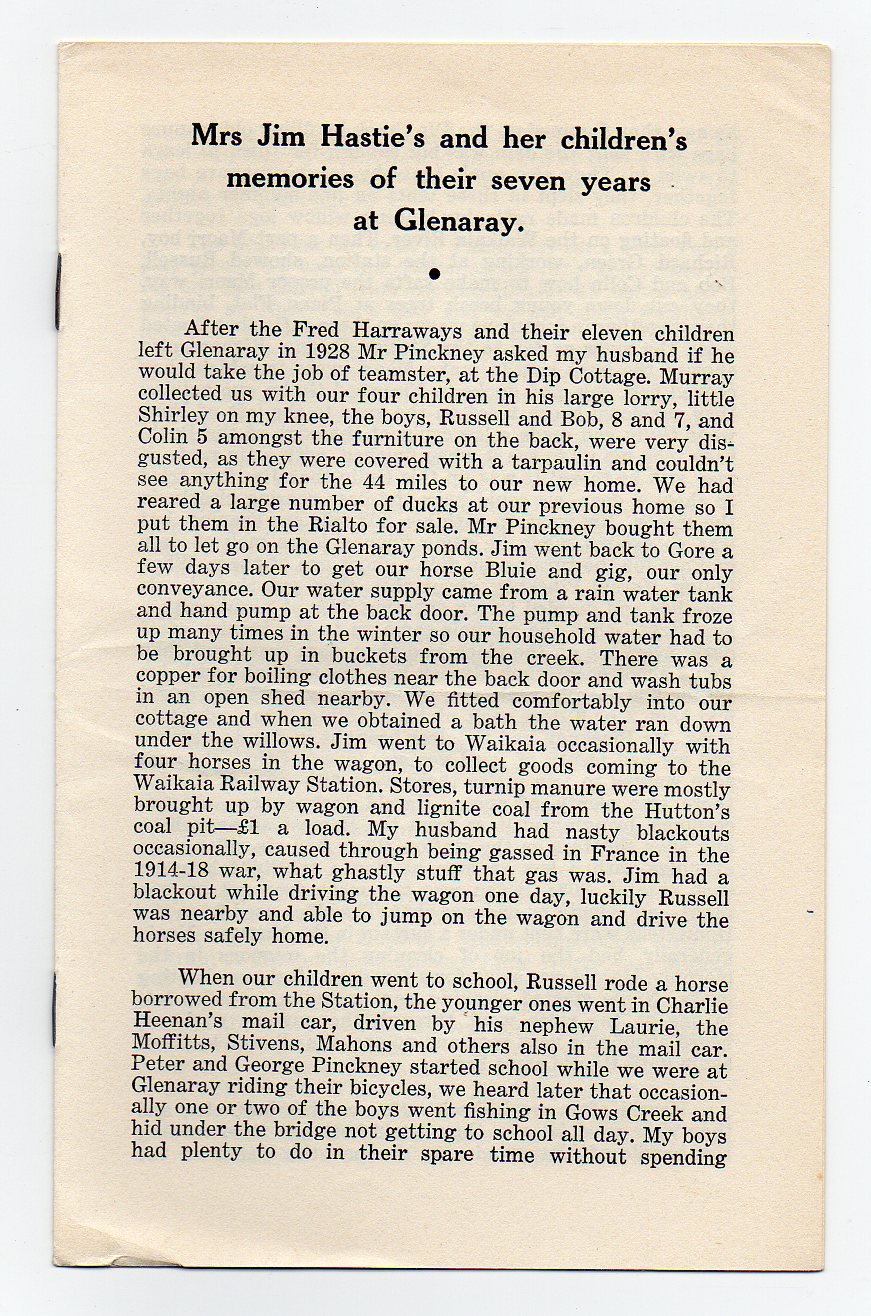 Mrs Jim Hastie's and her children's
memories of their seven years
at Glenaray.
After the Fred Harraways and their eleven children
left Glenaray in 1928 Mr Pinckney asked my husband if he
would take the job of teamster, at the Dip Cottage. Murray
collected us with our four children in his large lorry, little
Shirley on my knee, the boys, Russell and Bob, 8 and 7, and
Colin 5 amongst the furniture on the back, were very dis-
gusted, as they were covered with a tarpaulin and couldn't
see anything for the 44 miles to our new home. We had
reared a large number of ducks at our previous home so I
put them in the Rialto for sale. Mr Pinckney bought them
all to let go on the Glenaray ponds. Jim went back to Gore a
few days later to get our horse Bluie and gig, our only
conveyance. Our water supply came from a rain water tank
and hand pump at the back door. The pump and tank froze
up many times in the winter so our household water had to
be brought up in buckets from the creek. There was a
copper for boiling clothes near the back door and wash tubs
in an open shed nearby. We fitted comfortably into our
cottage and when we obtained a bath the water ran down
under the willows. Jim went to Waikaia occasionally with
four horses in the wagon, to collect goods coming to the
Waikaia Railway Station. Stores, turnip manure were mostly
brought up by wagon and lignite coal from the Hutton's
coal pit—£1 a load. My husband had nasty blackouts
occasionally, caused through being gassed in France in the
1914-18 war, what ghastly stuff that gas was. Jim had a
blackout while driving the wagon one day, luckily Russell
was nearby and able to jump on the wagon and drive the
horses safely home.
When our children went to school, Russell rode a horse
borrowed from the Station, the younger ones went in Charlie
Heenan's mail car, driven by his nephew Laurie, the
Moffitts, Stivens, Mahons and others also in the mail car.
Peter and George Pinckney started school while we were at
Glenaray riding their bicycles, we heard later that occasion-
ally one or two of the boys went fishing in Gows Creek and
hid under the bridge not getting to school all day. My boys
had plenty to do in their spare time without spending